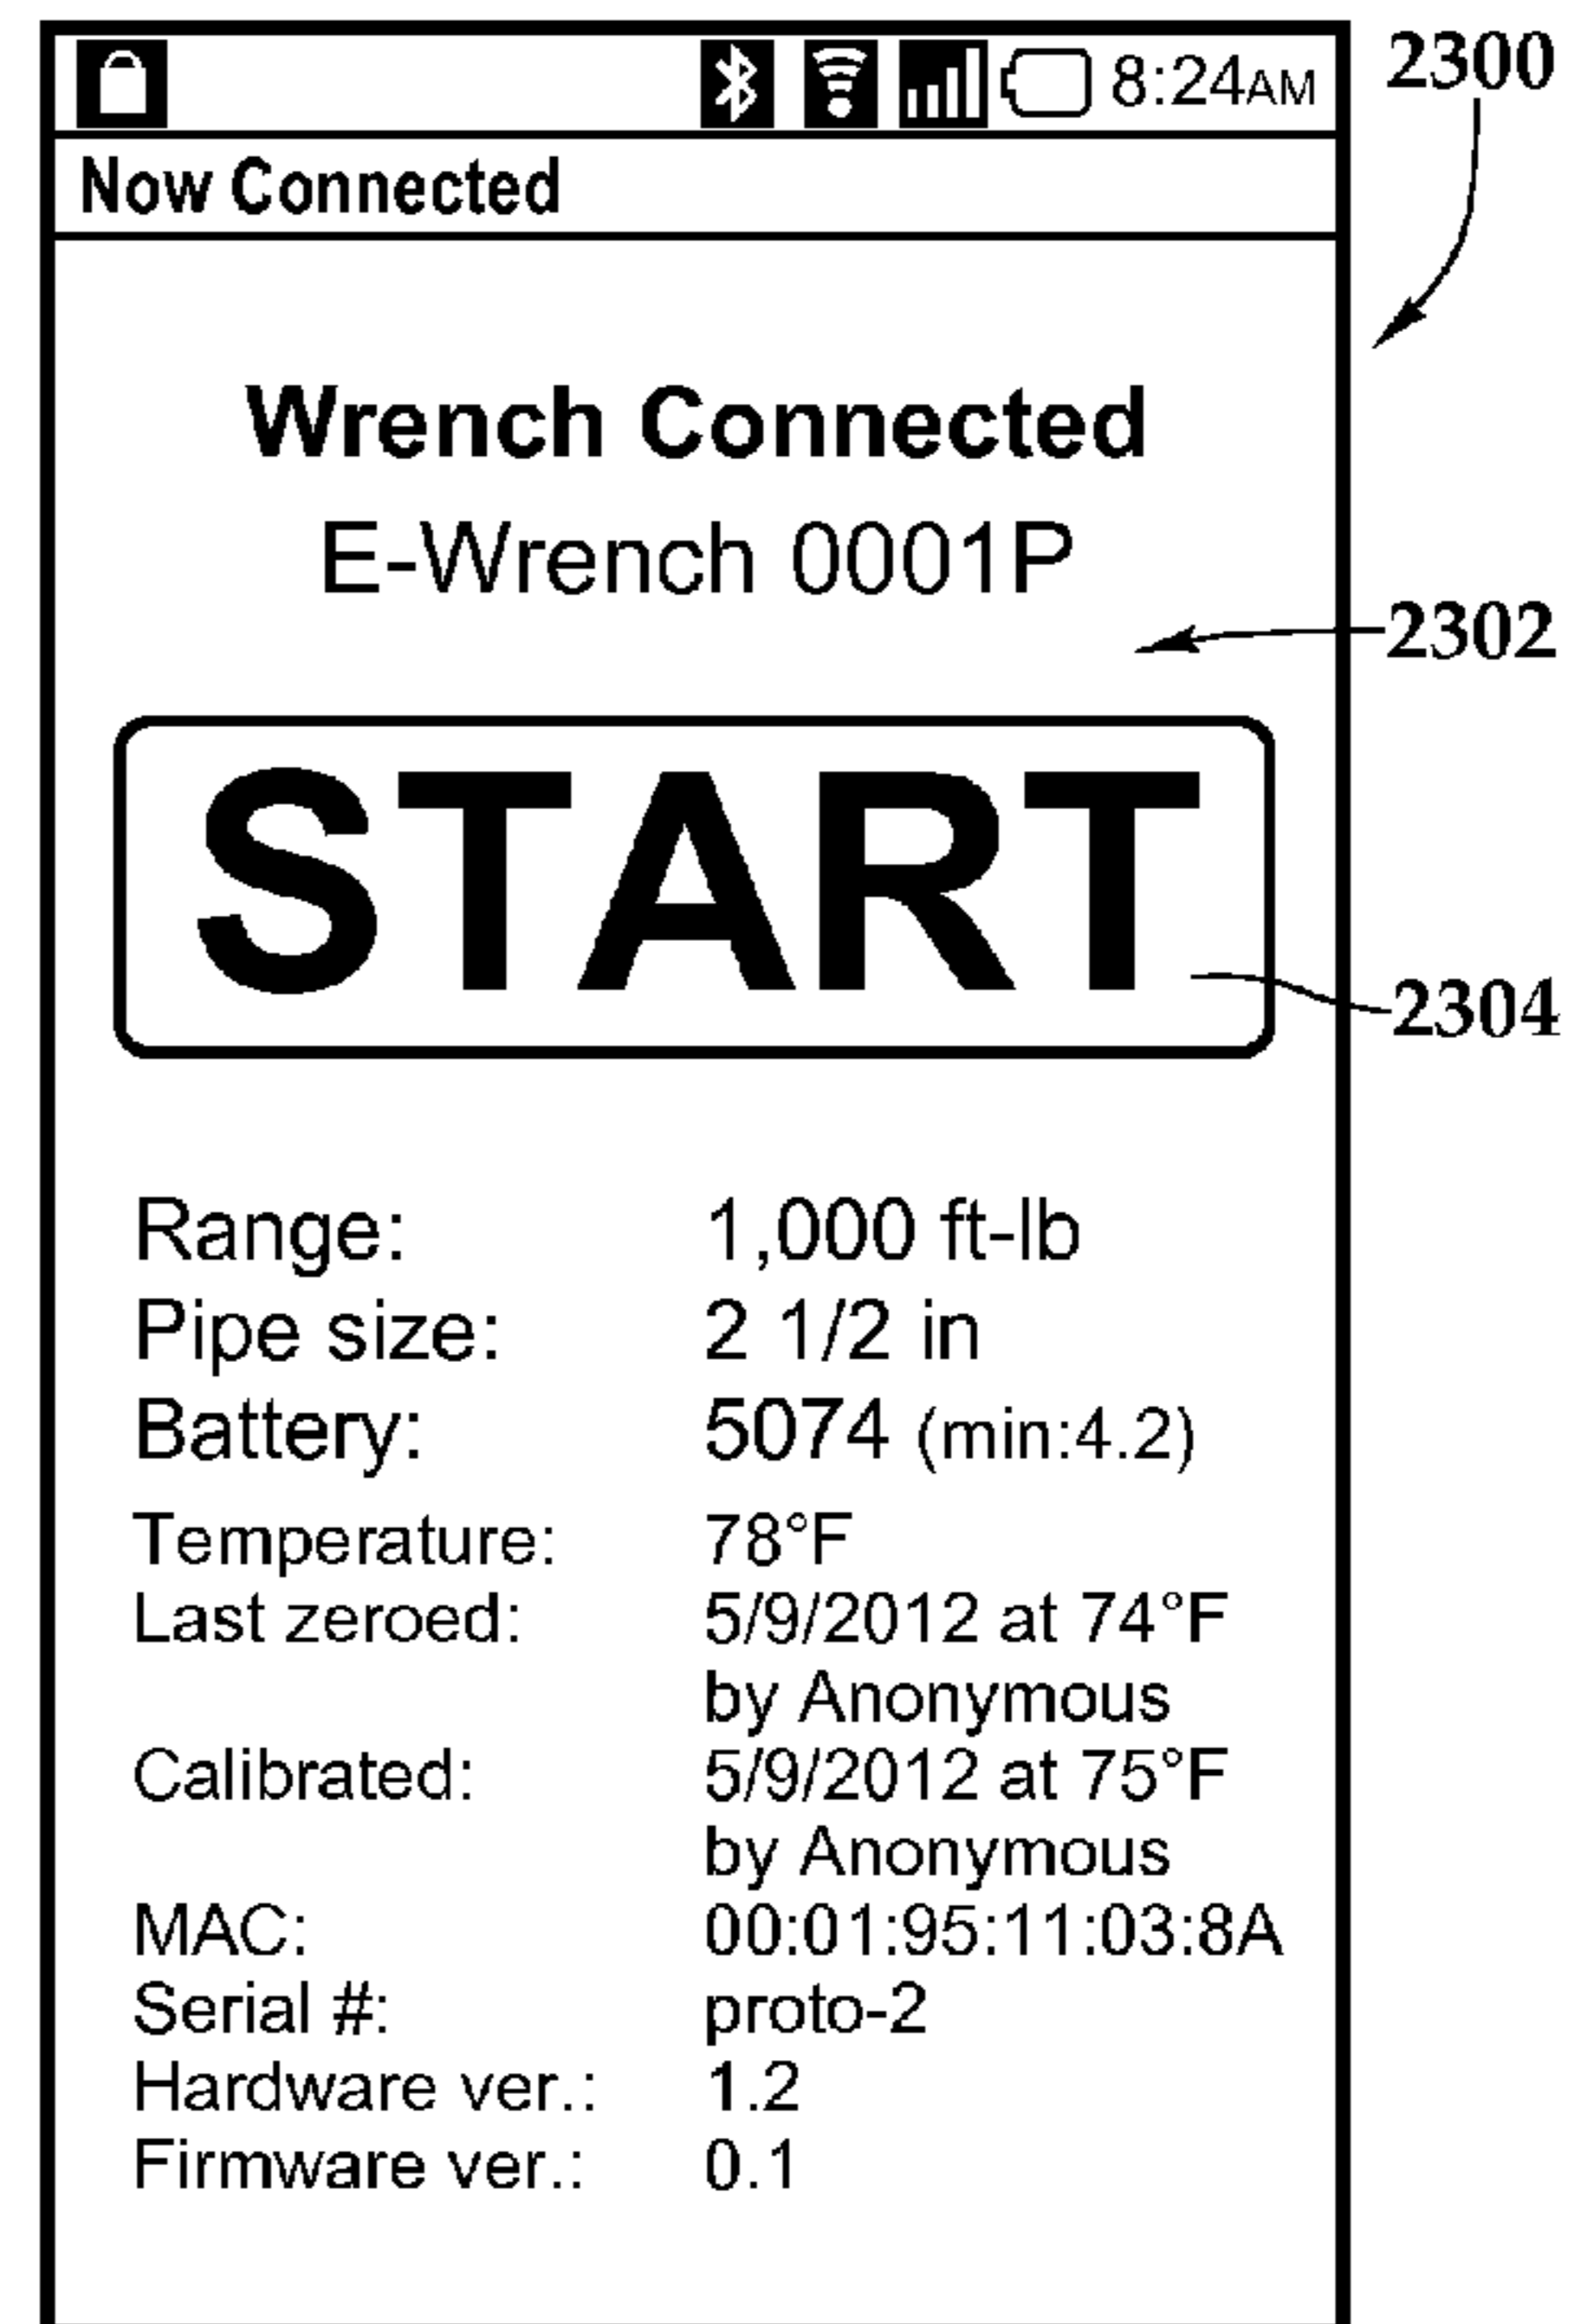 8:24AM
2300
Now Connected
Wrench Connected
E-Wrench 0001P
2302
START
2304
Range: 1,000 ft-lb
Pipe size: 2 1/2 in
Battery: 5074 (min:4.2)
Temperature: 78°F
Last zeroed: 5/9/2012 at 74°F
by Anonymous
Calibrated: 5/9/2012 at 75°F
by Anonymous
MAC: 00:01:95:11:03:8A
Serial #: proto-2
Hardware ver.: 1.2
Firmware ver.: 0.1